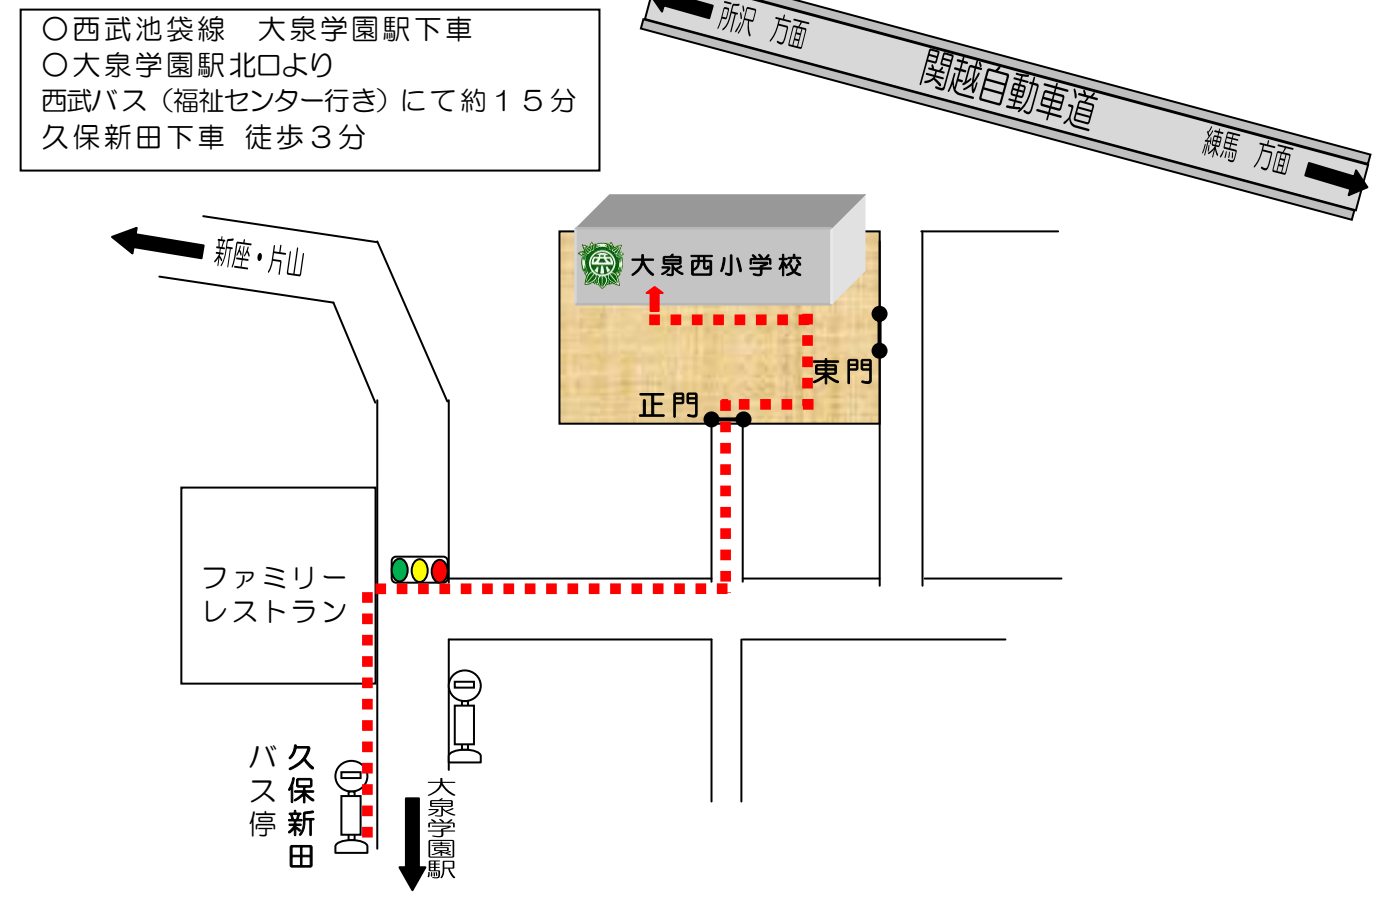 〇西武池袋線　大泉学園駅下車
〇大泉学園駅北口より
西武バス（福祉センター行き）にて約１５分
久保新田下車 徒歩３分
所沢 方面
関越自動車道
練馬 方面
新座・片山
西
大泉西小学校
東門
正門
ファミリー
レストラン
久保新田
バス停
大泉学園駅